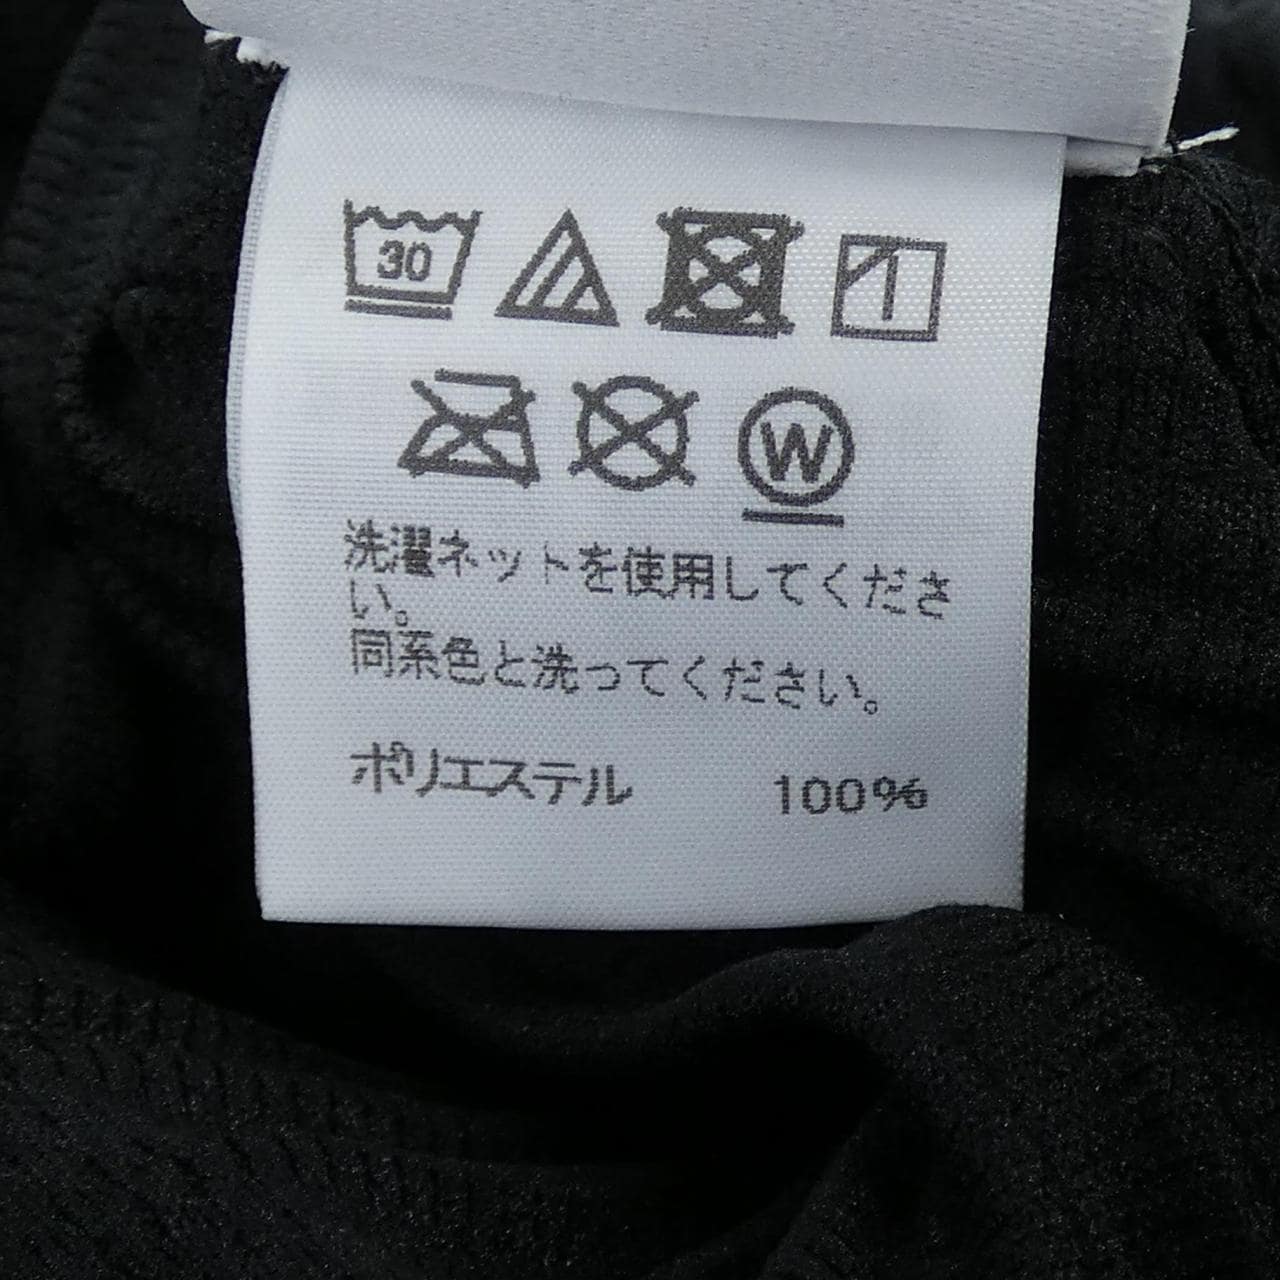 30
W
洗濯ネットを使用してくださ
い。
同系色と洗ってください。
ポリエステル 100%